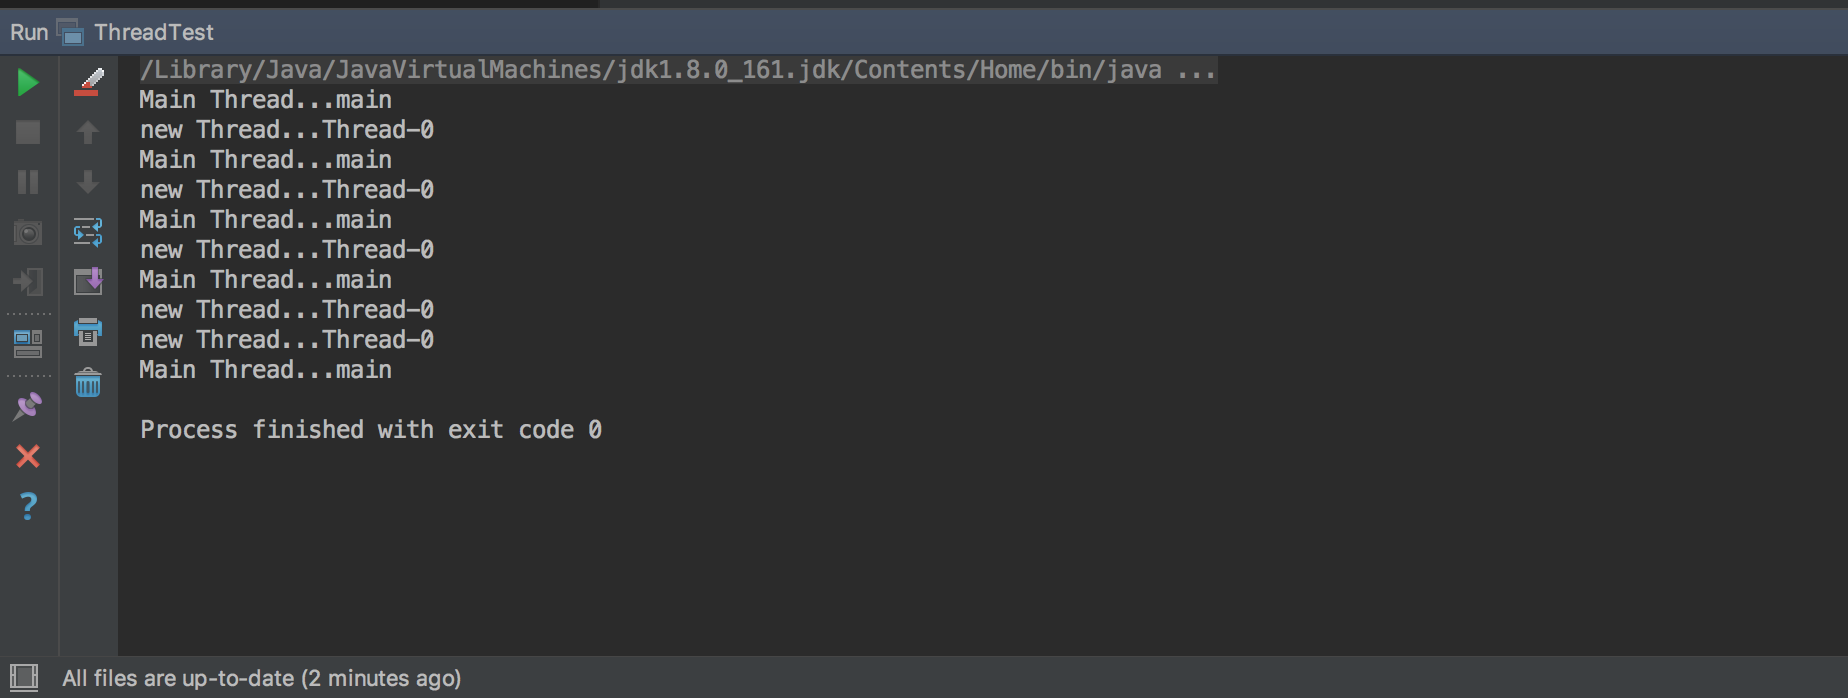 Run ThreadTest
/Library/Java/JavaVirtualMachines/jdk1.8.0_161.jdk/Contents/Home/bin/java ...
Main Thread...main
new Thread...Thread-0
Main Thread...main
new Thread...Thread-0
Main Thread...main
new Thread...Thread-0
Main Thread...main
new Thread...Thread-0
new Thread...Thread-0
Main Thread...main
Process finished with exit code 0
All files are up-to-date (2 minutes ago)